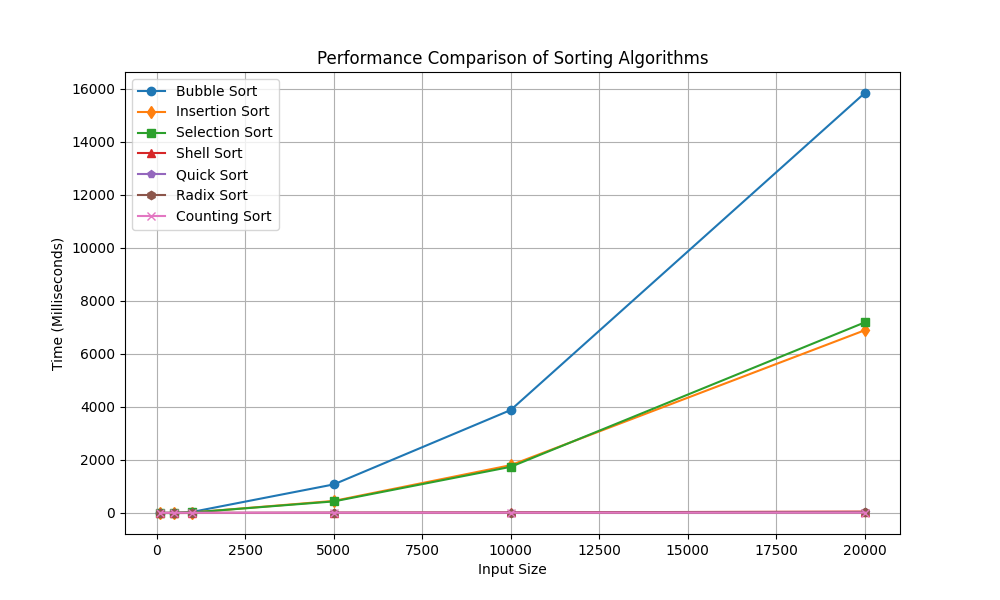 Performance Comparison of Sorting Algorithms
16000
14000
12000
10000
8000
6000
4000
2000
0
Time (Milliseconds)
Bubble Sort
Insertion Sort
Selection Sort
Shell Sort
Quick Sort
Radix Sort
Counting Sort
0 2500 5000 7500 10000 12500 15000 17500 20000
Input Size